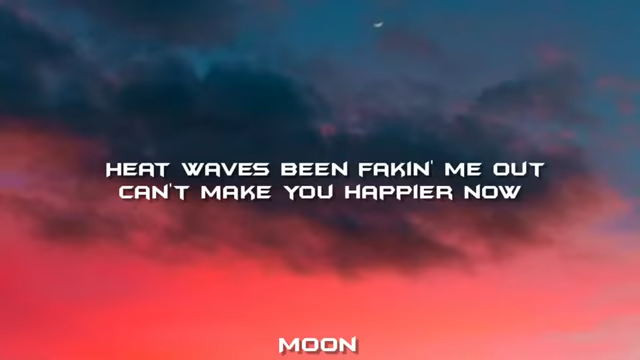 HEAT WAVES BEEN FAKIN' ME OUT
CAN'T MAKE YOU HAPPIER NOW
MOON